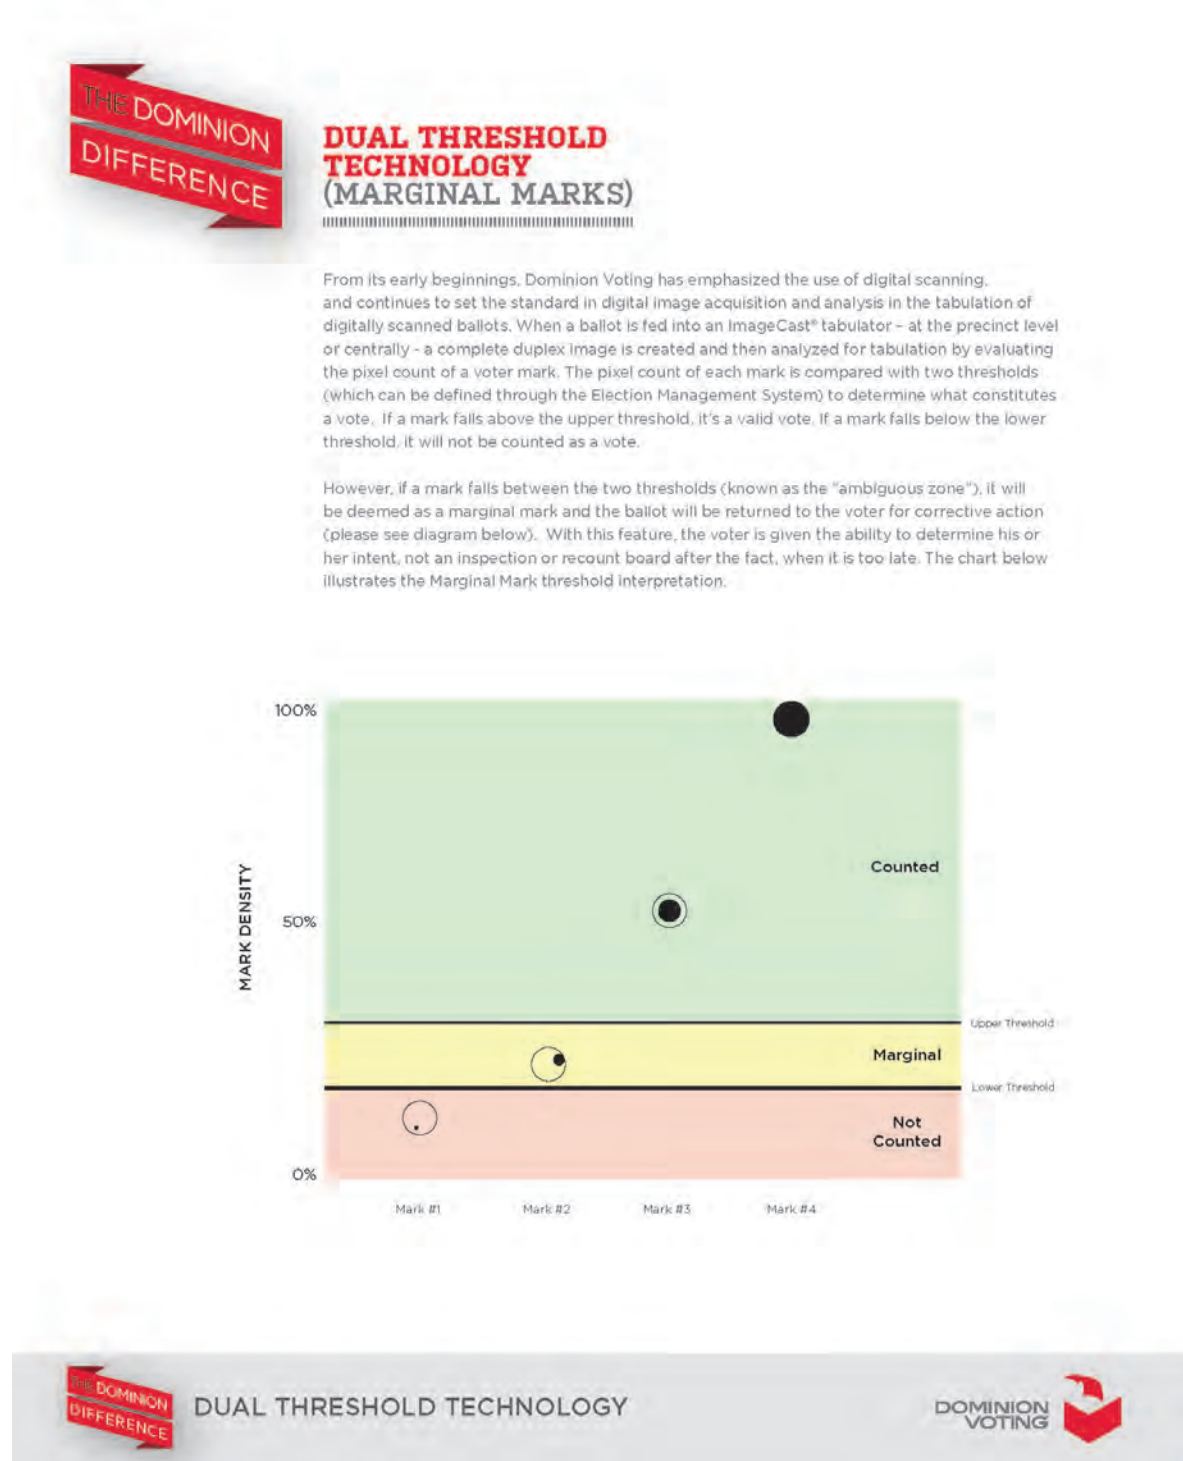 THE DOMINION
DIFFERENCE
DUAL THRESHOLD
TECHNOLOGY
(MARGINAL MARKS)
From its early beginnings, Dominion Voting has emphasized the use of digital scanning,
and continues to set the standard in digital image acquisition and analysis in the tabulation of
digitally scanned ballots. When a ballot is fed into an ImageCast® tabulator – at the precinct level
or centrally - a complete duplex image is created and then analyzed for tabulation by evaluating
the pixel count of a voter mark. The pixel count of each mark is compared with two thresholds
(which can be defined through the Election Management System) to determine what constitutes
a vote. If a mark falls above the upper threshold, it's a valid vote. If a mark falls below the lower
threshold, it will not be counted as a vote.
However, if a mark falls between the two thresholds (known as the "ambiguous zone"), it will
be deemed as a marginal mark and the ballot will be returned to the voter for corrective action
(please see diagram below). With this feature, the voter is given the ability to determine his or
her intent, not an inspection or recount board after the fact, when it is too late. The chart below
illustrates the Marginal Mark threshold interpretation.
100%
Counted
MARK DENSITY
50%
Upper Threshold
Marginal
Lower Threshold
Not
Counted
0%
Mark #1 Mark #2 Mark #3 Mark #4
THE DOMINION
DIFFERENCE
DUAL THRESHOLD TECHNOLOGY
DOMINION
VOTING